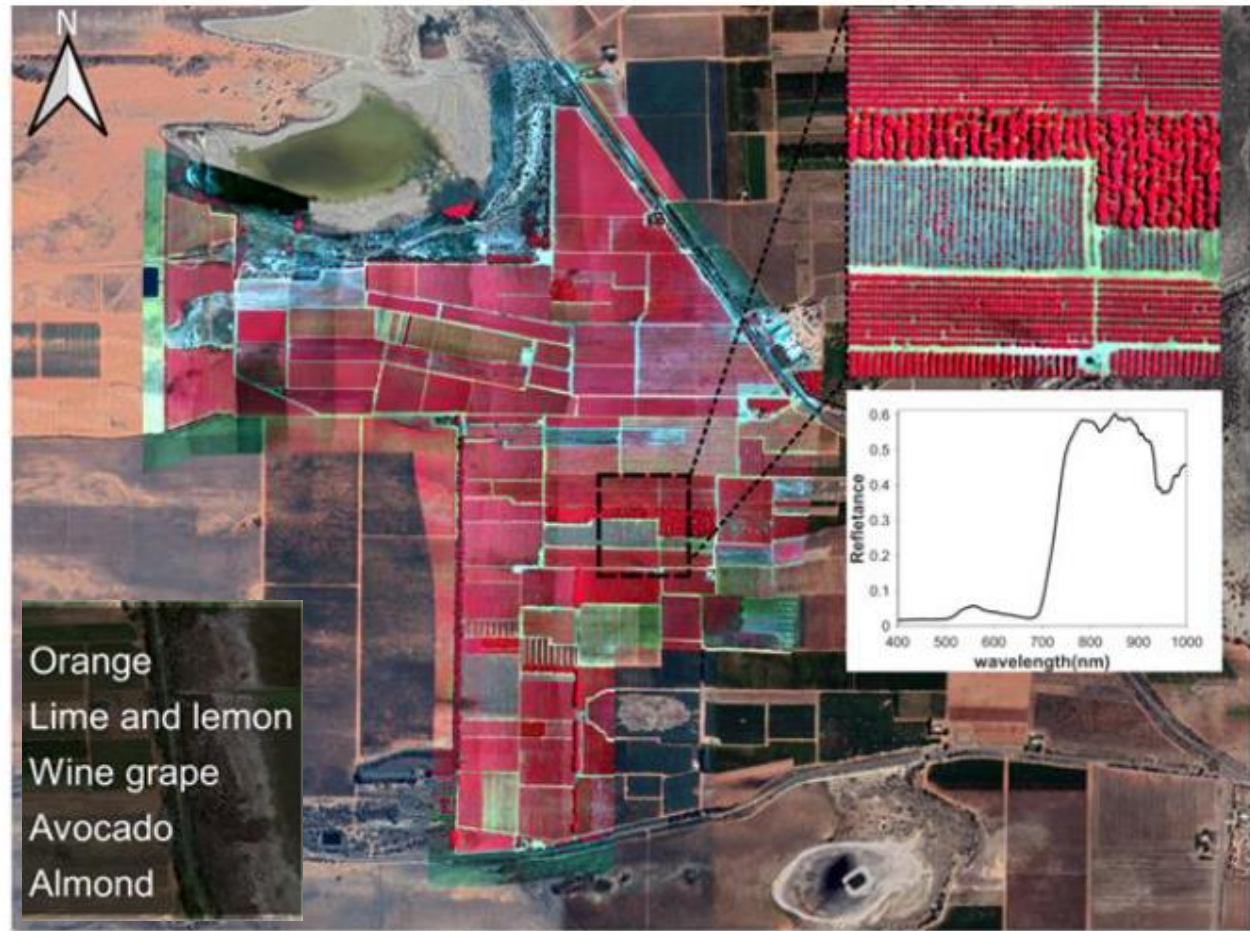 N
0.6
0.5
0.4
0.3
0.2
0.1
0
Refletance
400 500 600 700 800 900 1000
wavelength(nm)
Orange
Lime and lemon
Wine grape
Avocado
Almond